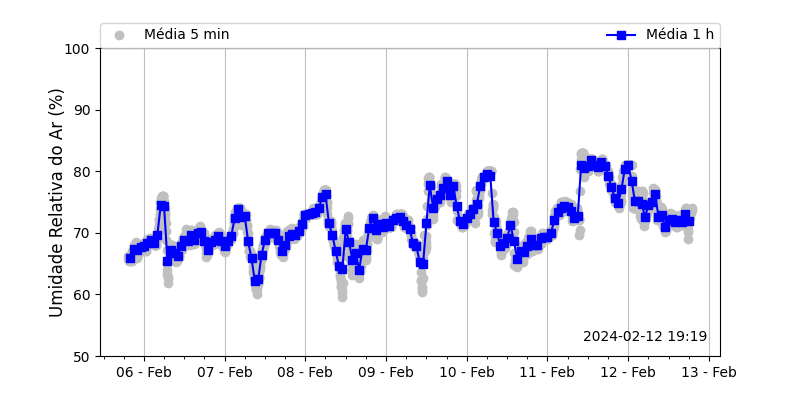 Média 5 min
Média 1 h
100
90
80
70
60
50
Umidade Relativa do Ar (%)
2024-02-12 19:19
06 - Feb
07 - Feb
08 - Feb
09 - Feb
10 - Feb
11 - Feb
12 - Feb
13 - Feb